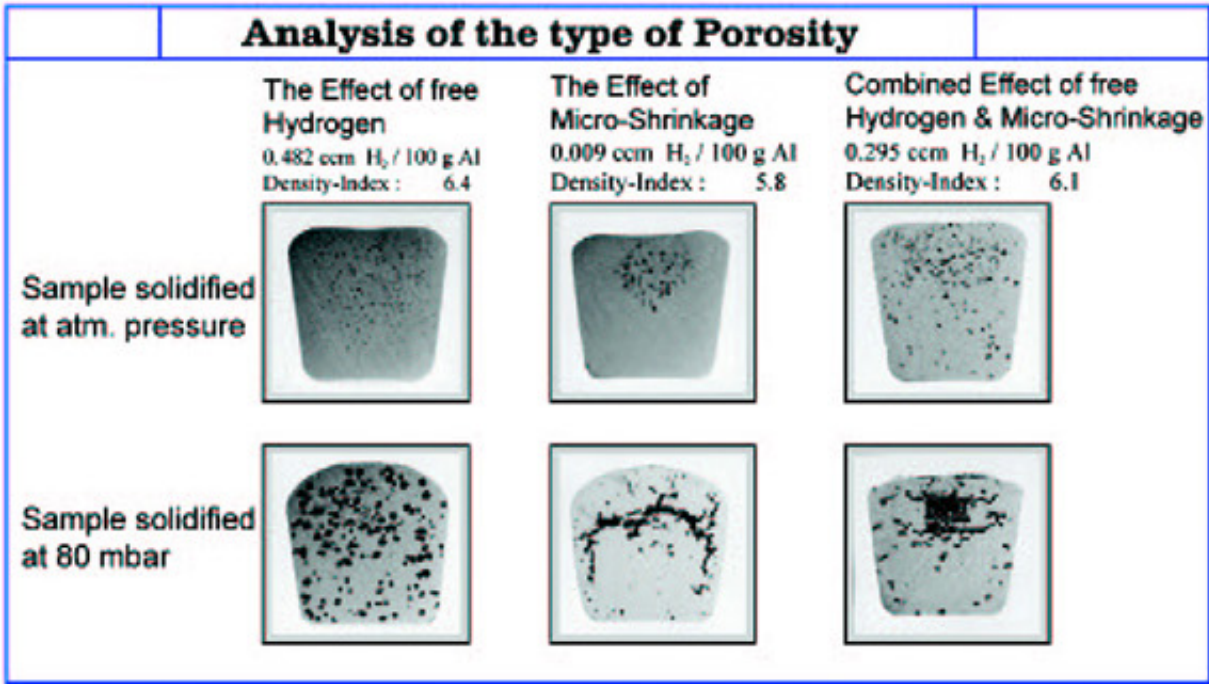 Analysis of the type of Porosity
The Effect of free
Hydrogen
0.482 ccm H₂ / 100 g Al
Density-Index : 6.4
The Effect of
Micro-Shrinkage
0.009 ccm H₂ / 100 g Al
Density-Index : 5.8
Combined Effect of free
Hydrogen & Micro-Shrinkage
0.295 ccm H₂ / 100 g Al
Density-Index : 6.1
Sample solidified
at atm. pressure
Sample solidified
at 80 mbar